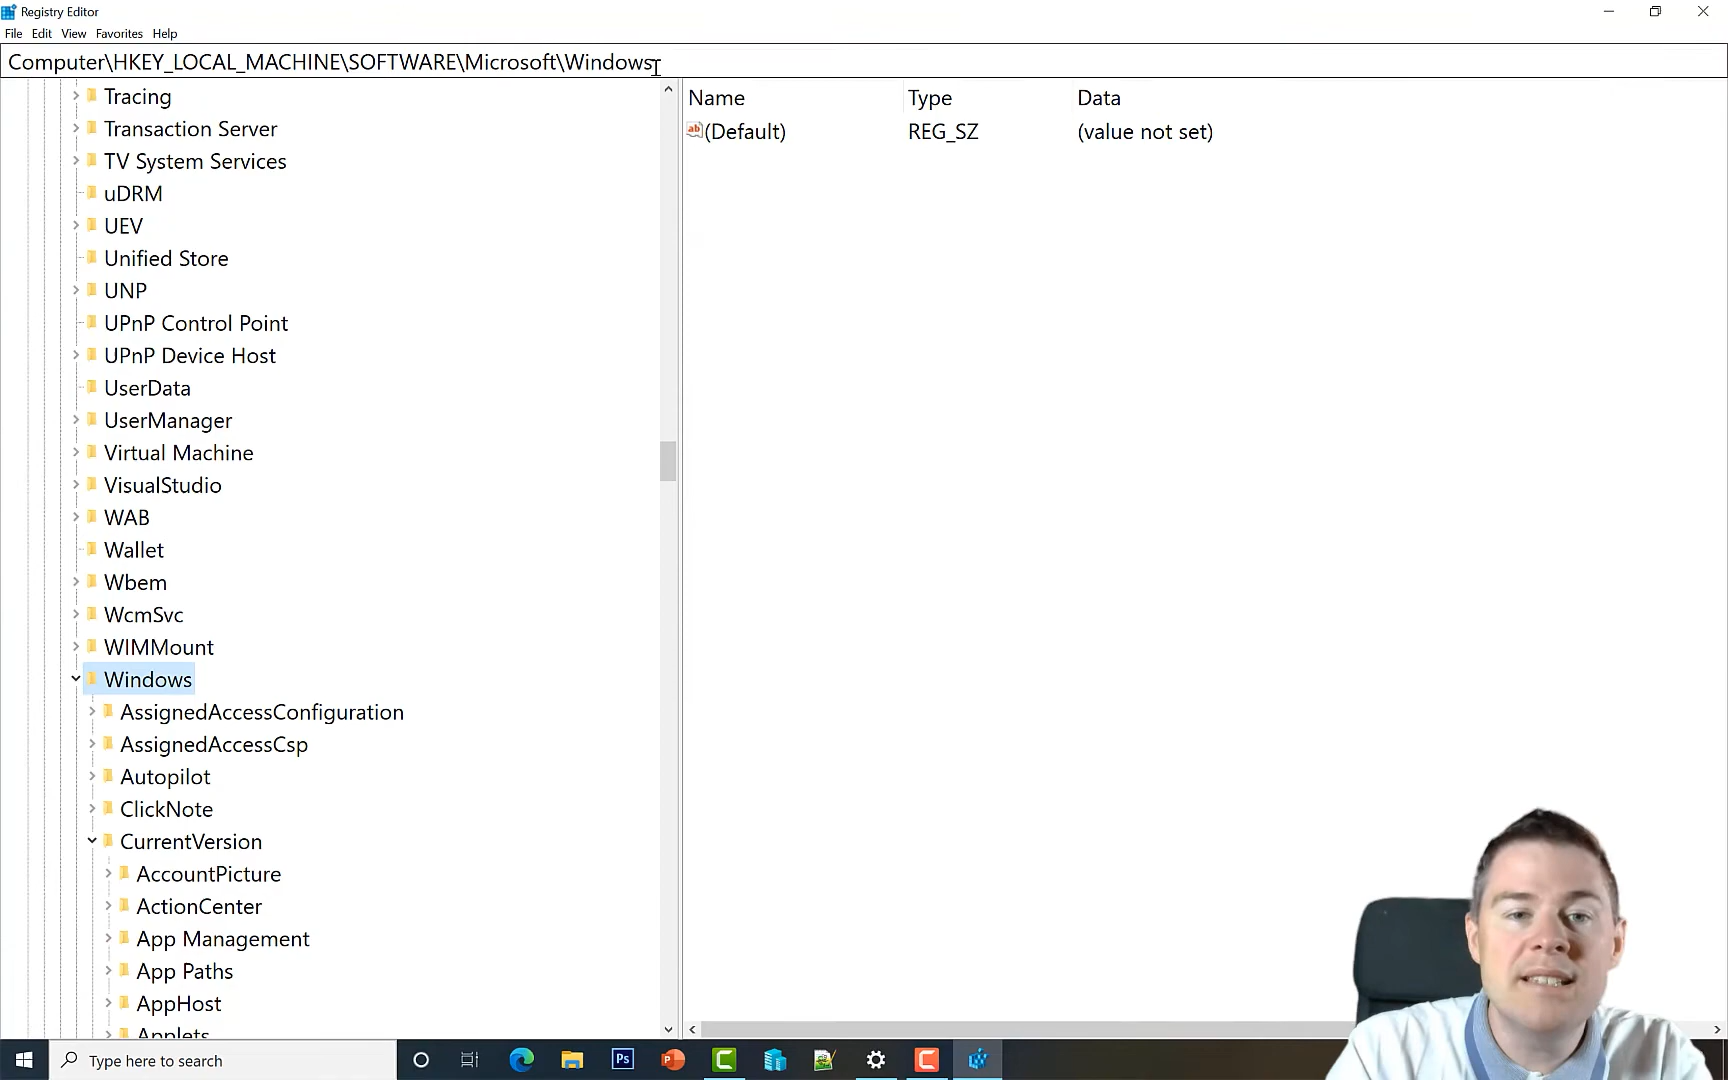 Registry Editor
File Edit View Favorites Help
Computer\HKEY_LOCAL_MACHINE\SOFTWARE\Microsoft\Windows
Name Type Data
ab (Default) REG_SZ (value not set)
Tracing
Transaction Server
TV System Services
uDRM
UEV
Unified Store
UNP
UPnP Control Point
UPnP Device Host
UserData
UserManager
Virtual Machine
VisualStudio
WAB
Wallet
Wbem
WcmSvc
WIMMount
Windows
AssignedAccessConfiguration
AssignedAccessCsp
Autopilot
ClickNote
CurrentVersion
AccountPicture
ActionCenter
App Management
App Paths
AppHost
Applets
Type here to search Ps P C C